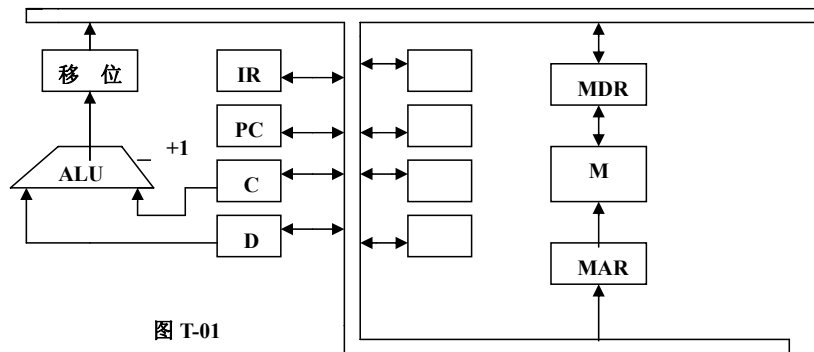 移 位
IR
MDR
PC
+1
ALU
C
M
D
MAR
图 T-01